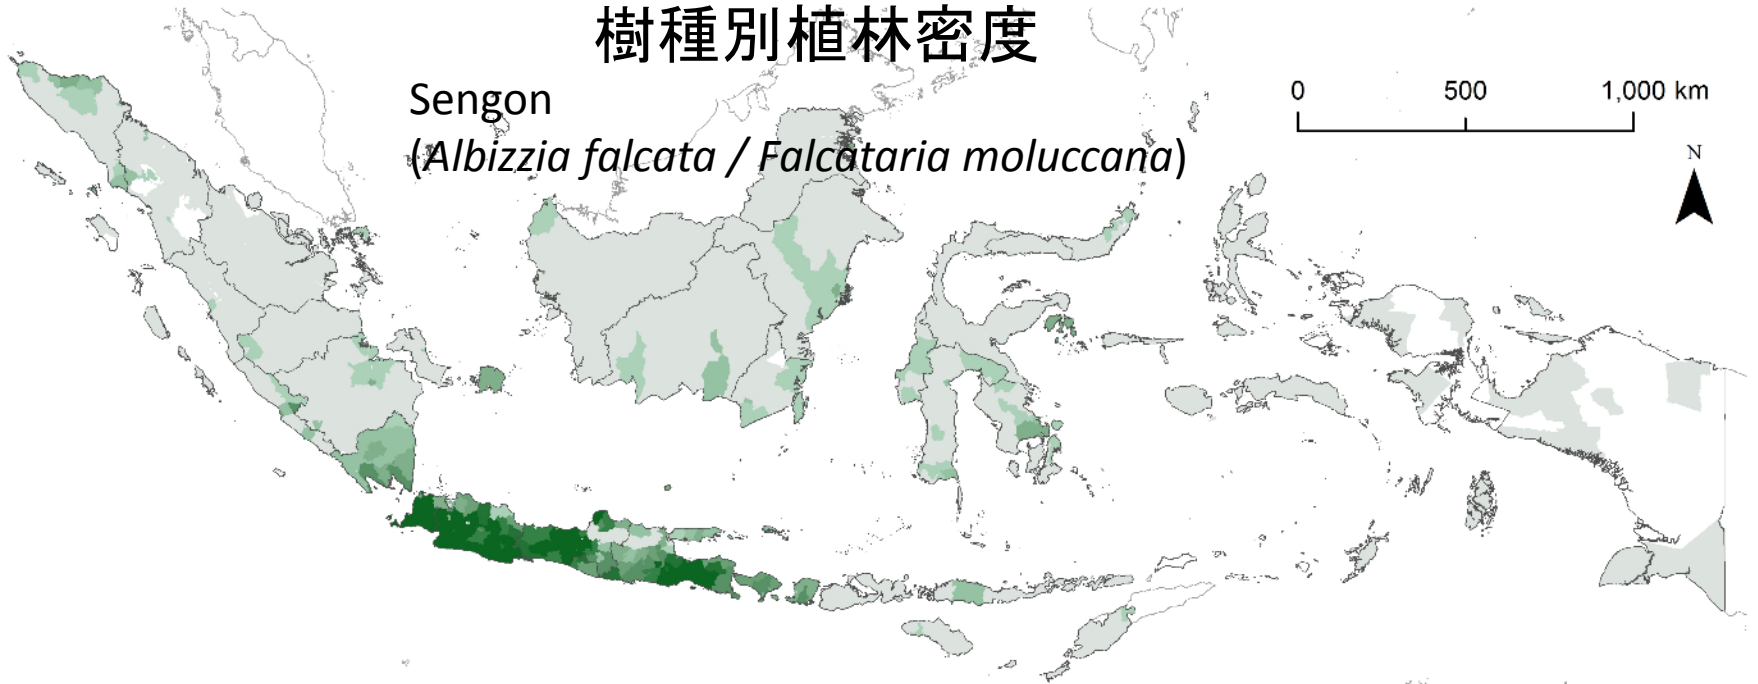 樹種別植林密度
Sengon
(Albizzia falcata / Falcataria moluccana)
0 500 1,000 km
N